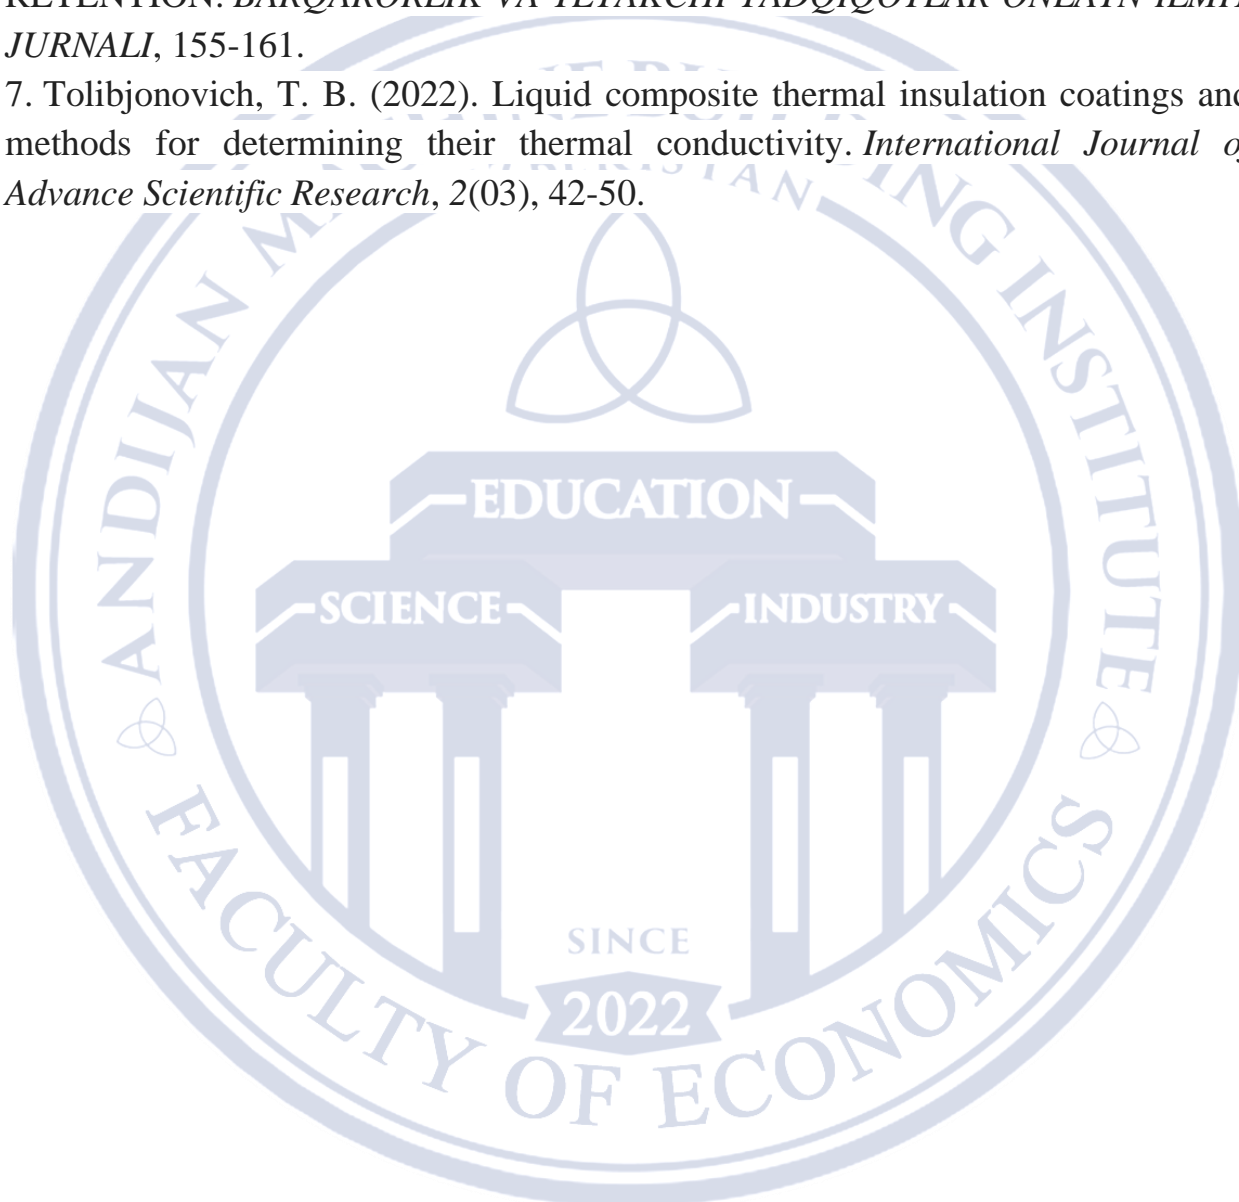 RETENTION. BARQARORLIK VA YETAKCHI TADQIQOTLAR ONLAYN ILMIY
JURNALI, 155-161.
7. Tolibjonovich, T. B. (2022). Liquid composite thermal insulation coatings and
methods for determining their thermal conductivity. International Journal of
Advance Scientific Research, 2(03), 42-50.
ANDIJAN
INSTITUTE
EDUCATION
SCIENCE
INDUSTRY
SINCE
2022
FACULTY OF ECONOMICS